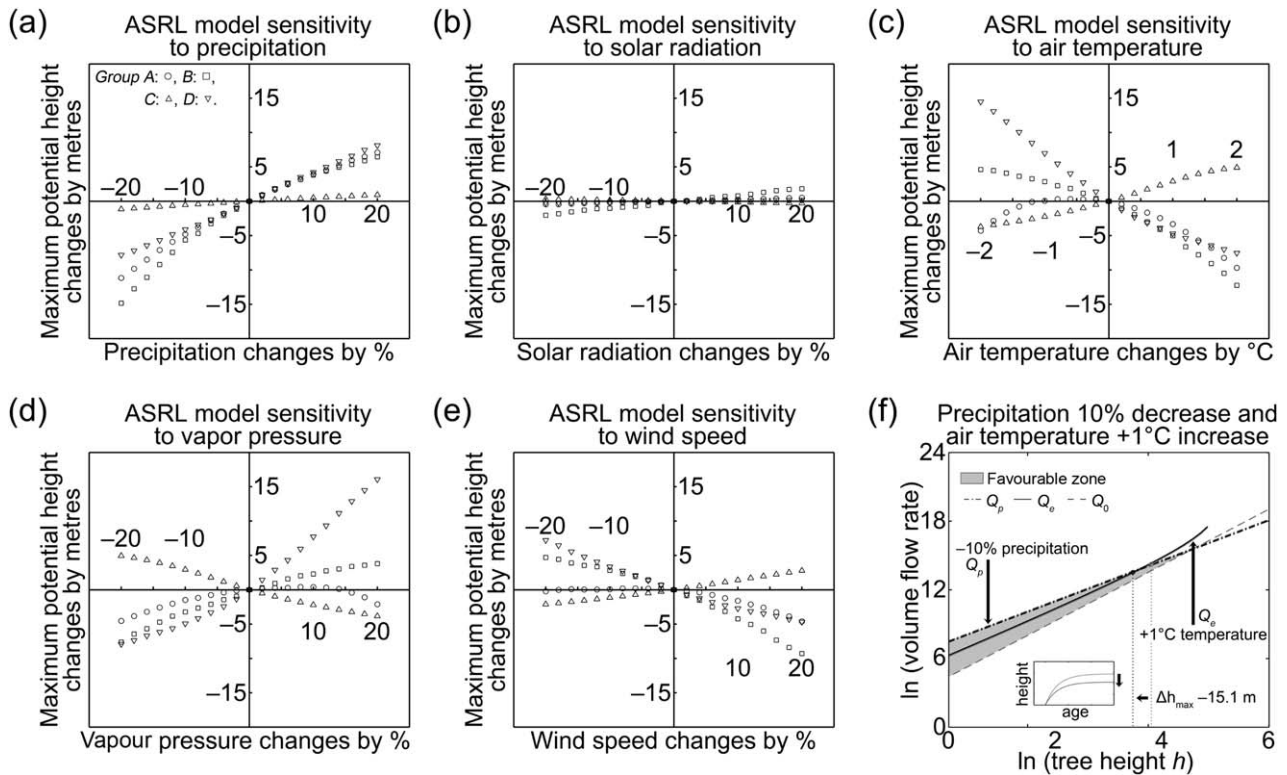 (a) ASRL model sensitivity
to precipitation
Group A: ○, B: □,
C: △, D: ▽.
15
5
−20 −10
10 20
−5
−15
Maximum potential height
changes by metres
Precipitation changes by %
(b) ASRL model sensitivity
to solar radiation
15
5
−20 −10
10 20
−5
−15
Maximum potential height
changes by metres
Solar radiation changes by %
(c) ASRL model sensitivity
to air temperature
15
5
1 2
−2 −1
−5
−15
Maximum potential height
changes by metres
Air temperature changes by °C
(d) ASRL model sensitivity
to vapor pressure
15
5
−20 −10
10 20
−5
−15
Maximum potential height
changes by metres
Vapour pressure changes by %
(e) ASRL model sensitivity
to wind speed
15
5
−20 −10
−5
10 20
−15
Maximum potential height
changes by metres
Wind speed changes by %
(f) Precipitation 10% decrease and
air temperature +1°C increase
24
Favourable zone
Qp Qe Q0
18
−10% precipitation
Qp
12
Qe
+1°C temperature
6
height
age
Δhmax −15.1 m
0
0 2 4 6
ln (volume flow rate)
ln (tree height h)